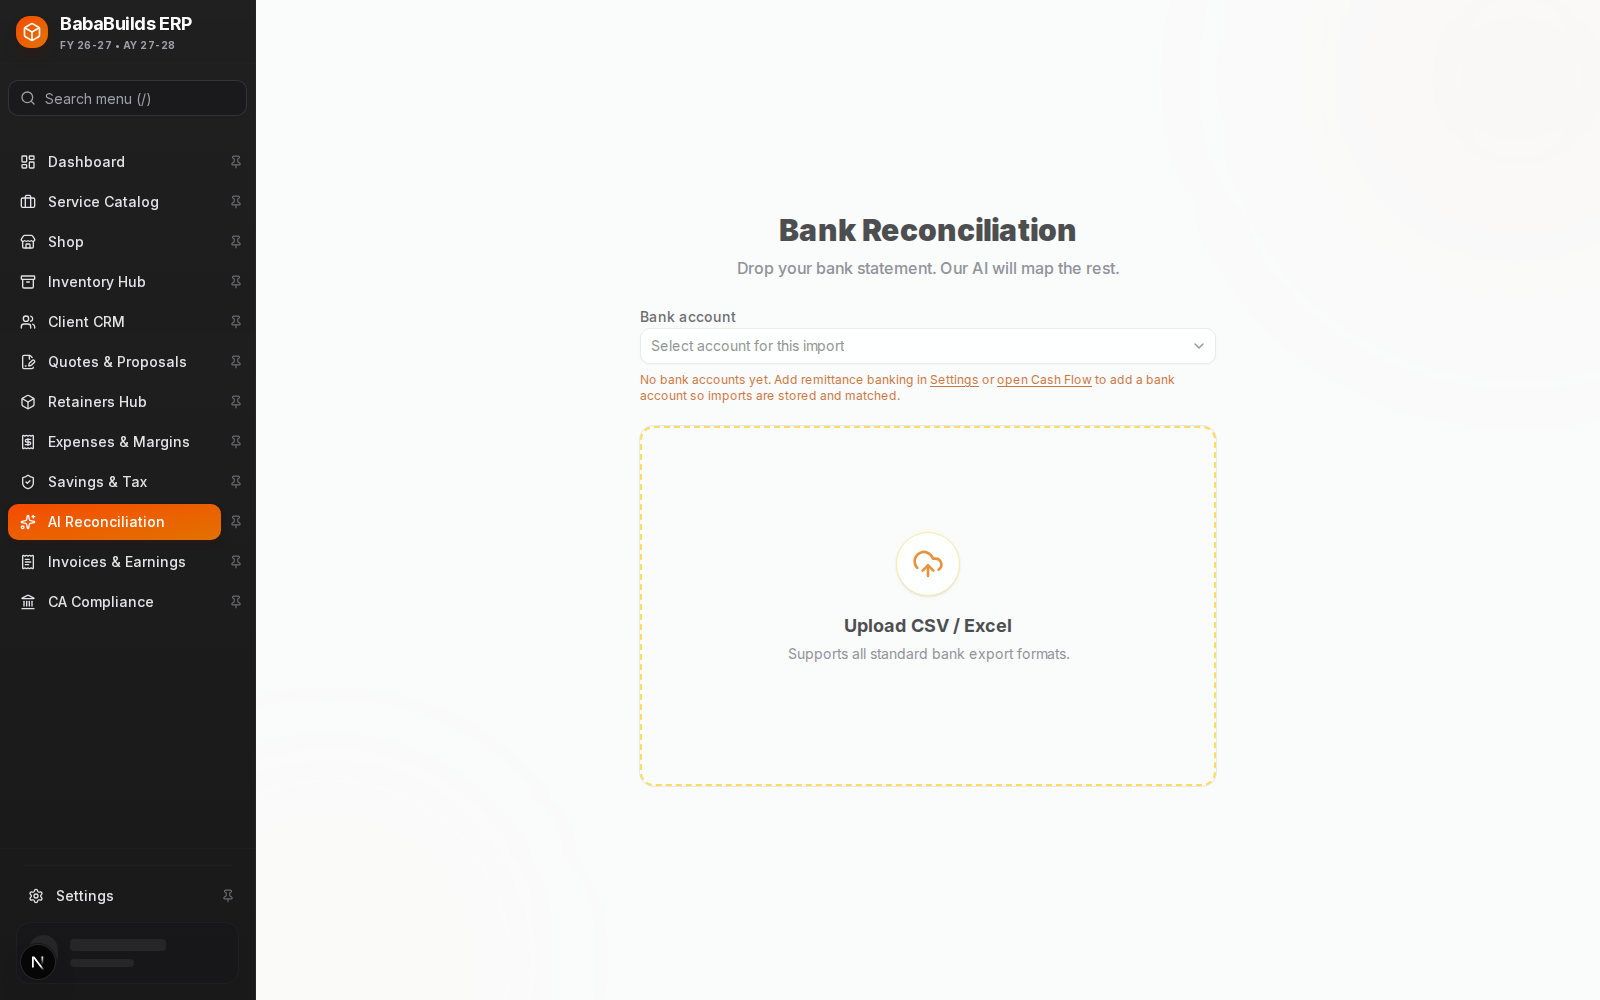 BabaBuilds ERP
FY 26-27 • AY 27-28
Search menu (/)
Dashboard
Service Catalog
Shop
Inventory Hub
Client CRM
Quotes & Proposals
Retainers Hub
Expenses & Margins
Savings & Tax
AI Reconciliation
Invoices & Earnings
CA Compliance
Settings
N
Bank Reconciliation
Drop your bank statement. Our AI will map the rest.
Bank account
Select account for this import
No bank accounts yet. Add remittance banking in Settings or open Cash Flow to add a bank
account so imports are stored and matched.
Upload CSV / Excel
Supports all standard bank export formats.